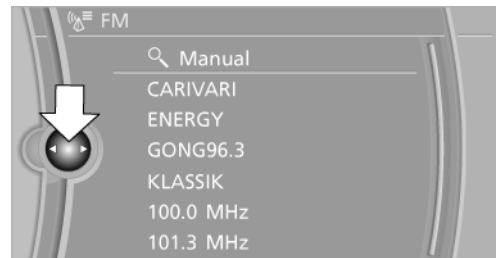 FM
Manual
CARIVARI
ENERGY
GONG96.3
KLASSIK
100.0 MHz
101.3 MHz